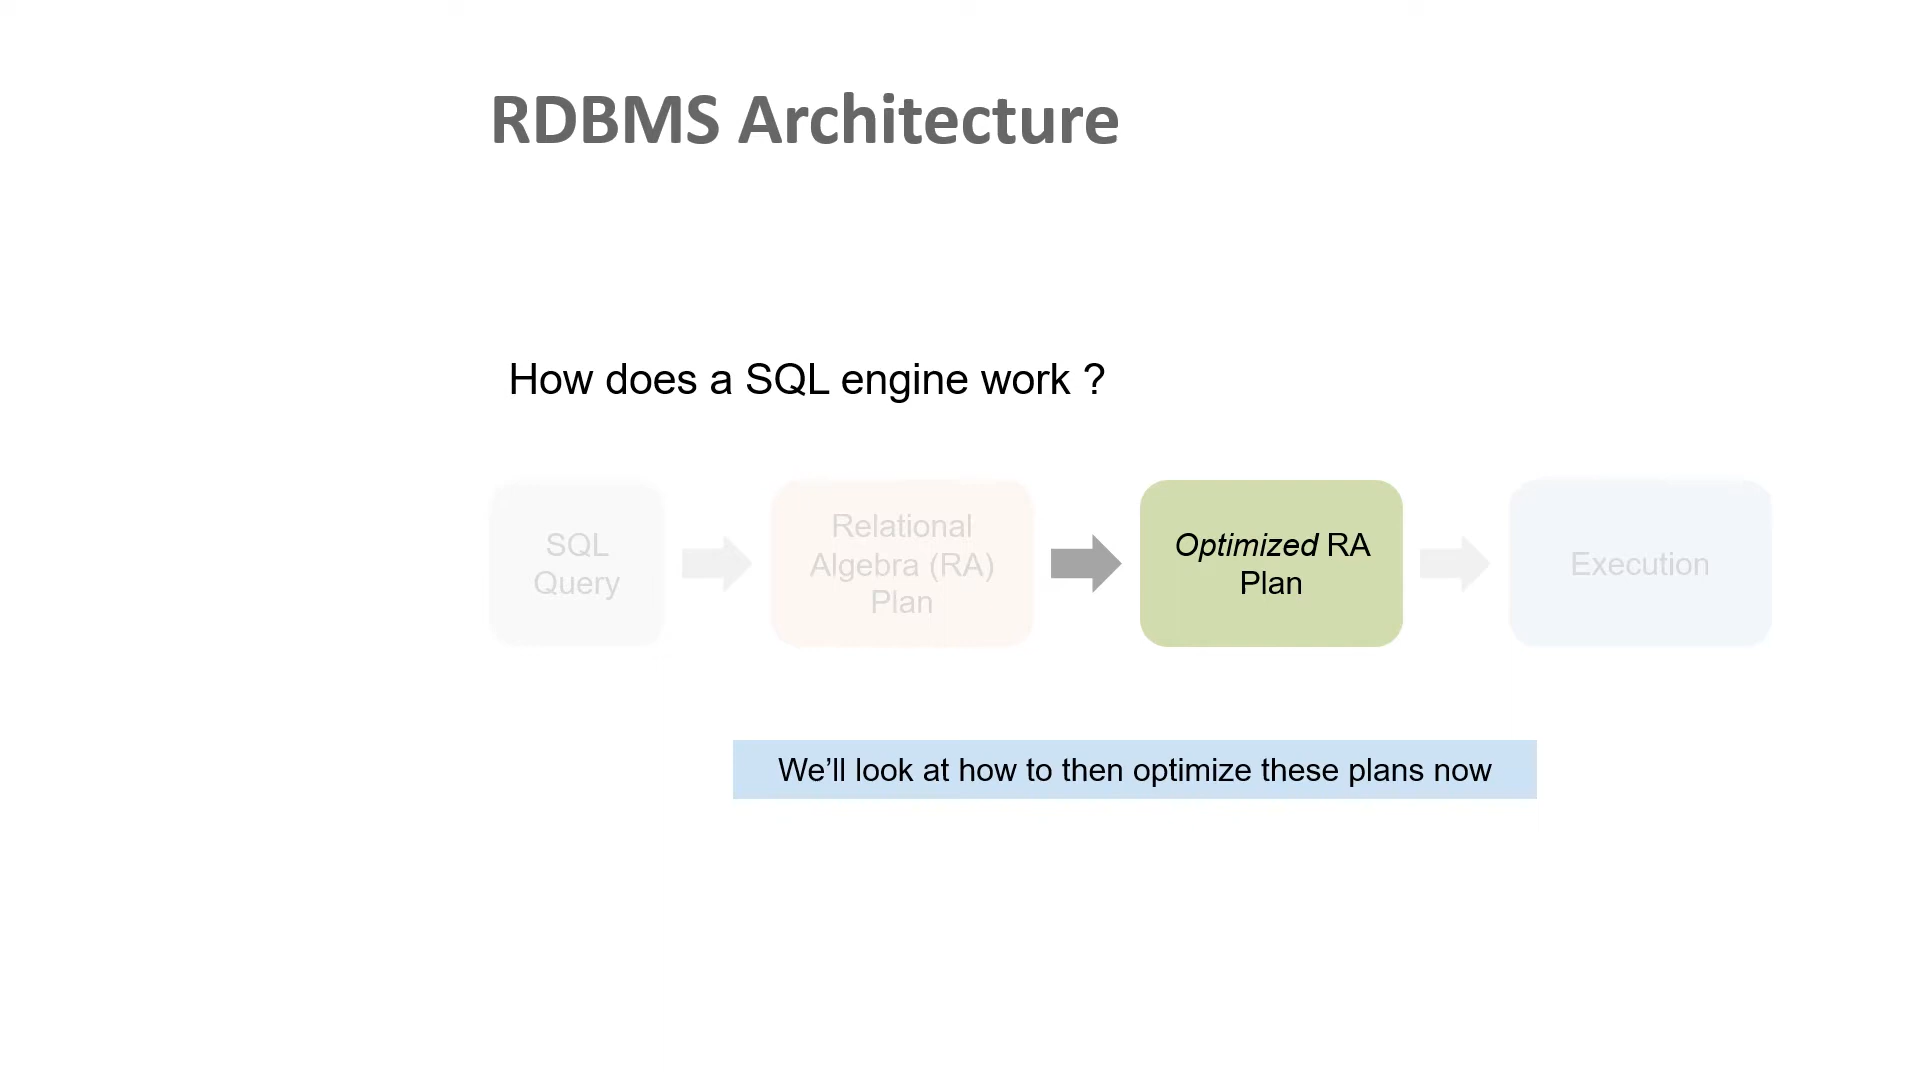 RDBMS Architecture
How does a SQL engine work ?
SQL
Query
Relational
Algebra (RA)
Plan
Optimized RA
Plan
Execution
We’ll look at how to then optimize these plans now